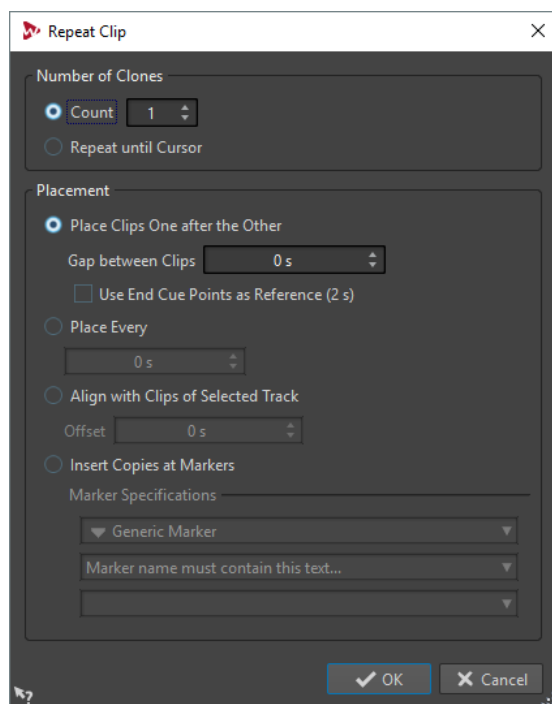 Repeat Clip
Number of Clones
Count 1
Repeat until Cursor
Placement
Place Clips One after the Other
Gap between Clips 0 s
Use End Cue Points as Reference (2 s)
Place Every
0 s
Align with Clips of Selected Track
Offset 0 s
Insert Copies at Markers
Marker Specifications
Generic Marker
Marker name must contain this text...
OK Cancel
?